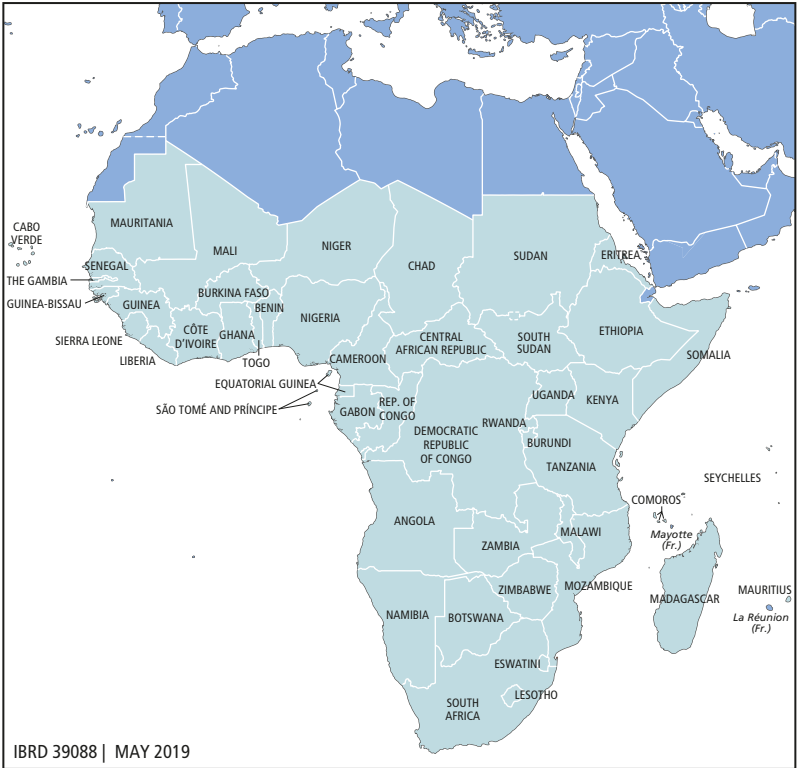 CABO
VERDE
MAURITANIA
MALI
NIGER
CHAD
SUDAN
ERITREA
SENEGAL
THE GAMBIA
GUINEA-BISSAU
GUINEA
BURKINA FASO
BENIN
NIGERIA
ETHIOPIA
SIERRA LEONE
LIBERIA
CÔTE
D'IVOIRE
GHANA
TOGO
CAMEROON
CENTRAL
AFRICAN REPUBLIC
SOUTH
SUDAN
SOMALIA
EQUATORIAL GUINEA
SÃO TOMÉ AND PRÍNCIPE
GABON
REP. OF
CONGO
DEMOCRATIC
REPUBLIC
OF CONGO
UGANDA
KENYA
RWANDA
BURUNDI
TANZANIA
SEYCHELLES
COMOROS
Mayotte
(Fr.)
ANGOLA
ZAMBIA
MALAWI
MOZAMBIQUE
ZIMBABWE
MADAGASCAR
MAURITIUS
La Réunion
(Fr.)
NAMIBIA
BOTSWANA
ESWATINI
LESOTHO
SOUTH
AFRICA
IBRD 39088 | MAY 2019